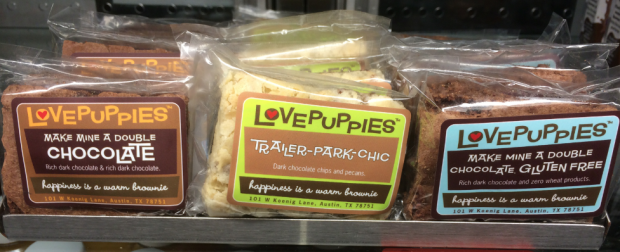 LOVEPUPPIES™
MAKE MINE A DOUBLE
CHOCOLATE
Rich dark chocolate & rich dark chocolate.
happiness is a warm brownie
101 W Koenig Lane, Austin, TX 78751
LOVEPUPPIES™
TRAILER-PARK-CHIC
Dark chocolate chips and pecans.
happiness is a warm brownie
101 W Koenig Lane, Austin, TX 78751
LOVEPUPPIES™
MAKE MINE A DOUBLE
CHOCOLATE, GLUTEN FREE
Rich dark chocolate and zero wheat products.
happiness is a warm brownie
101 W Koenig Lane, Austin, TX 78751